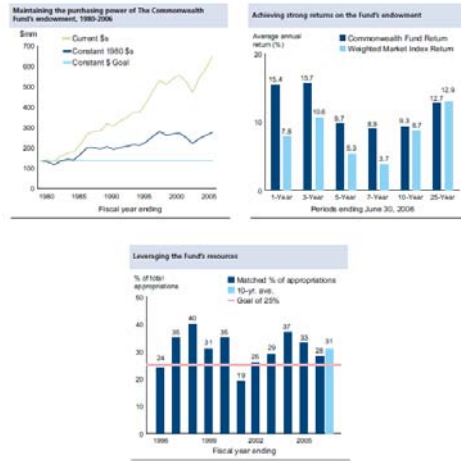 Maintaining the purchasing power of The Commonwealth
Fund's endowment, 1980-2006
$mm
Current $s
Constant 1980 $s
Constant $ Goal
700
600
500
400
300
200
100
0
1980 1985 1990 1995 2000 2005
Fiscal year ending
Achieving strong returns on the Fund's endowment
Average annual
return (%)
Commonwealth Fund Return
Weighted Market Index Return
20
10
0
15.4 7.8 15.7 10.6 9.7 5.3 8.9 3.7 9.3 8.7 12.7 12.9
1-Year 3-Year 5-Year 7-Year 10-Year 25-Year
Periods ending June 30, 2006
Leveraging the Fund's resources
% of total
appropriations
Matched % of appropriations
10-yr. ave.
Goal of 25%
50
40
30
20
10
0
24 35 40 31 35 19 26 29 37 33 28 31
1996 1999 2002 2005
Fiscal year ending